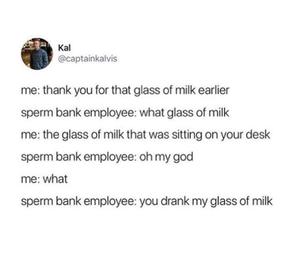 Kal
@captainkalvis
me: thank you for that glass of milk earlier
sperm bank employee: what glass of milk
me: the glass of milk that was sitting on your desk
sperm bank employee: oh my god
me: what
sperm bank employee: you drank my glass of milk